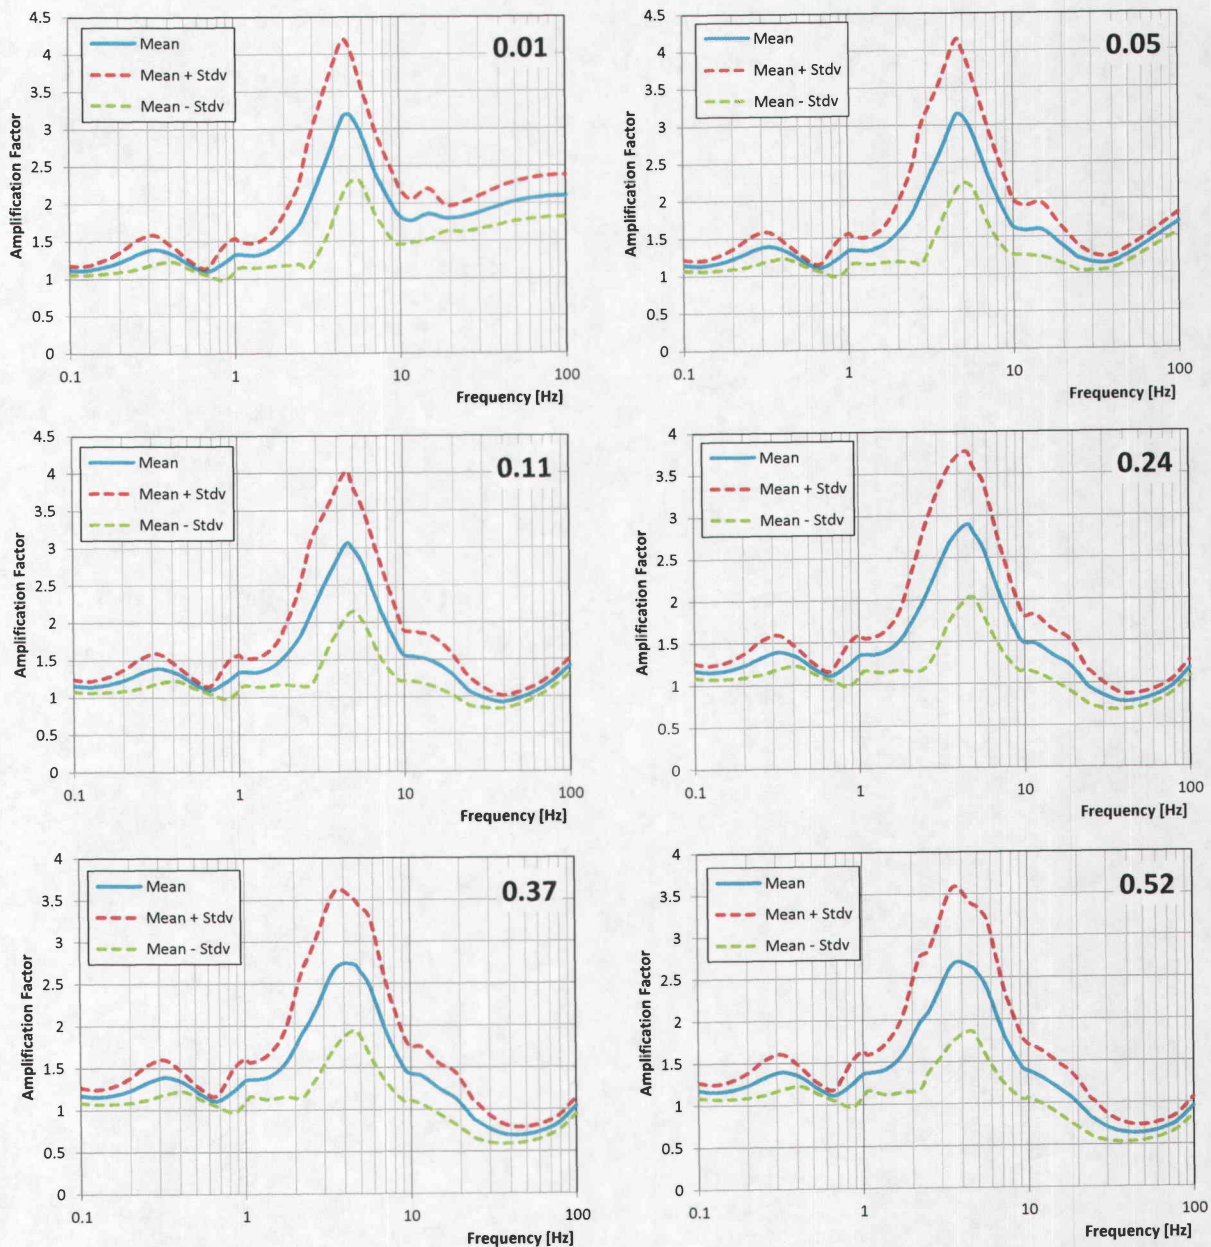 0.01
Mean
Mean + Stdv
Mean - Stdv
Amplification Factor
4.5
4
3.5
3
2.5
2
1.5
1
0.5
0
0.1
1
10
100
Frequency [Hz]
0.05
Mean
Mean + Stdv
Mean - Stdv
Amplification Factor
4.5
4
3.5
3
2.5
2
1.5
1
0.5
0
0.1
1
10
100
Frequency [Hz]
0.11
Mean
Mean + Stdv
Mean - Stdv
Amplification Factor
4.5
4
3.5
3
2.5
2
1.5
1
0.5
0
0.1
1
10
100
Frequency [Hz]
0.24
Mean
Mean + Stdv
Mean - Stdv
Amplification Factor
4
3.5
3
2.5
2
1.5
1
0.5
0
0.1
1
10
100
Frequency [Hz]
0.37
Mean
Mean + Stdv
Mean - Stdv
Amplification Factor
4
3.5
3
2.5
2
1.5
1
0.5
0
0.1
1
10
100
Frequency [Hz]
0.52
Mean
Mean + Stdv
Mean - Stdv
Amplification Factor
4
3.5
3
2.5
2
1.5
1
0.5
0
0.1
1
10
100
Frequency [Hz]